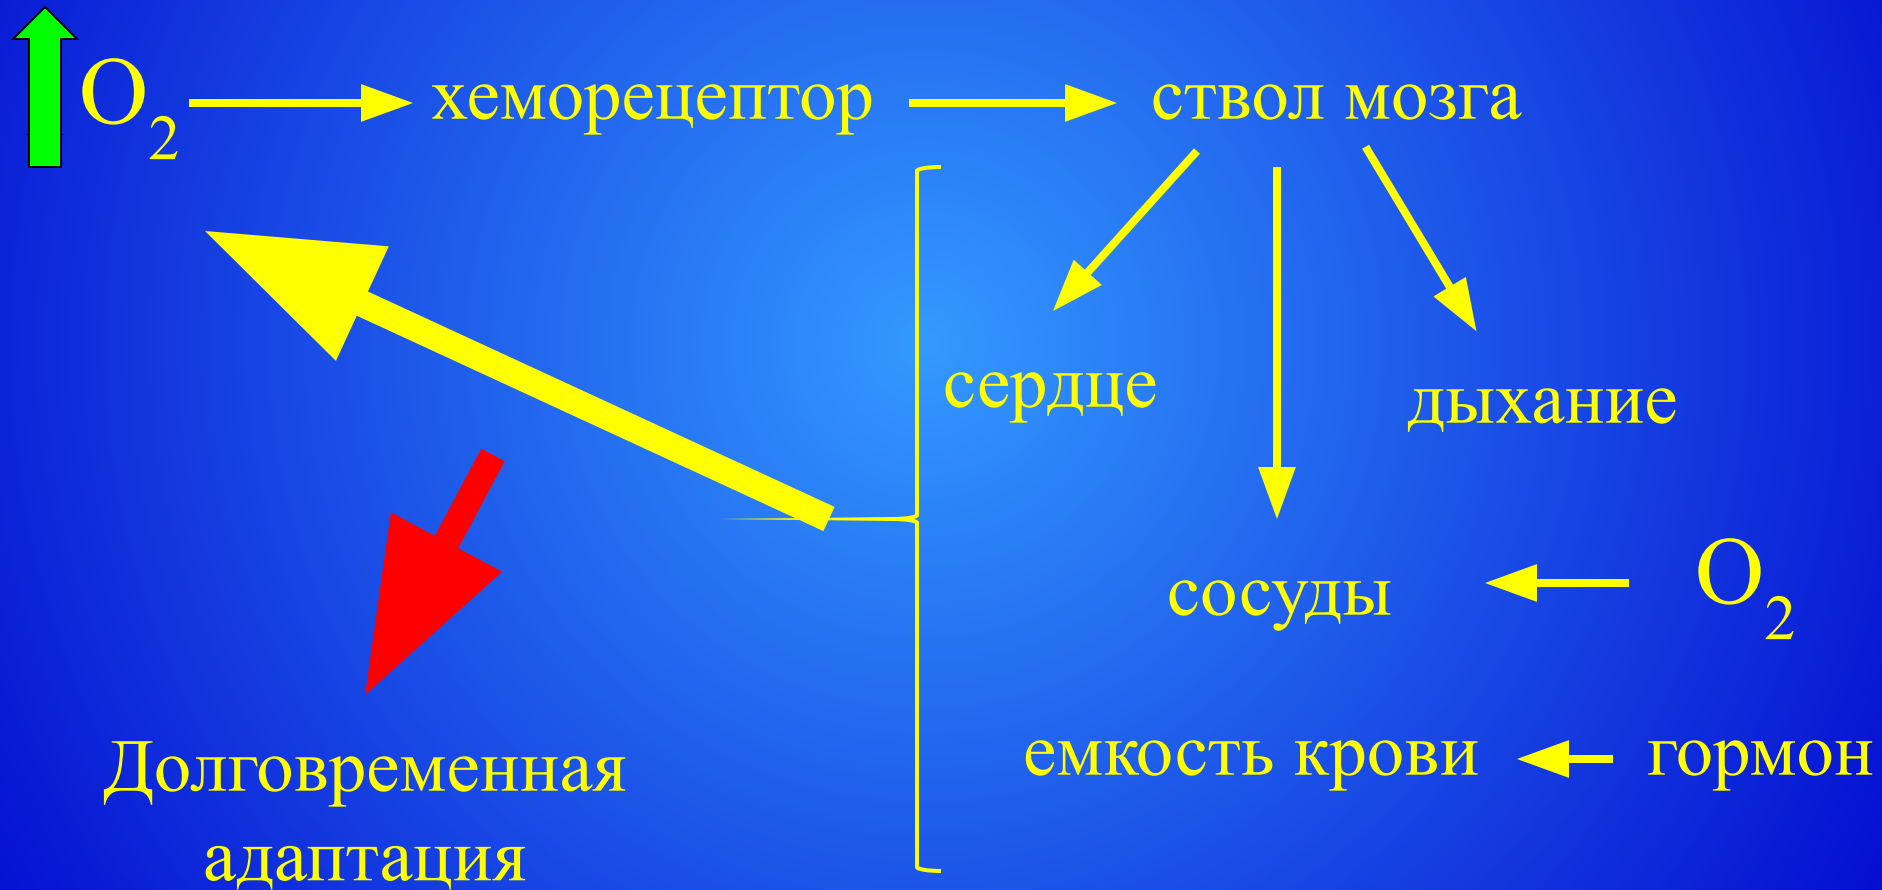 O2 хеморецептор ствол мозга
сердце дыхание
сосуды O2
емкость крови гормон
Долговременная
адаптация